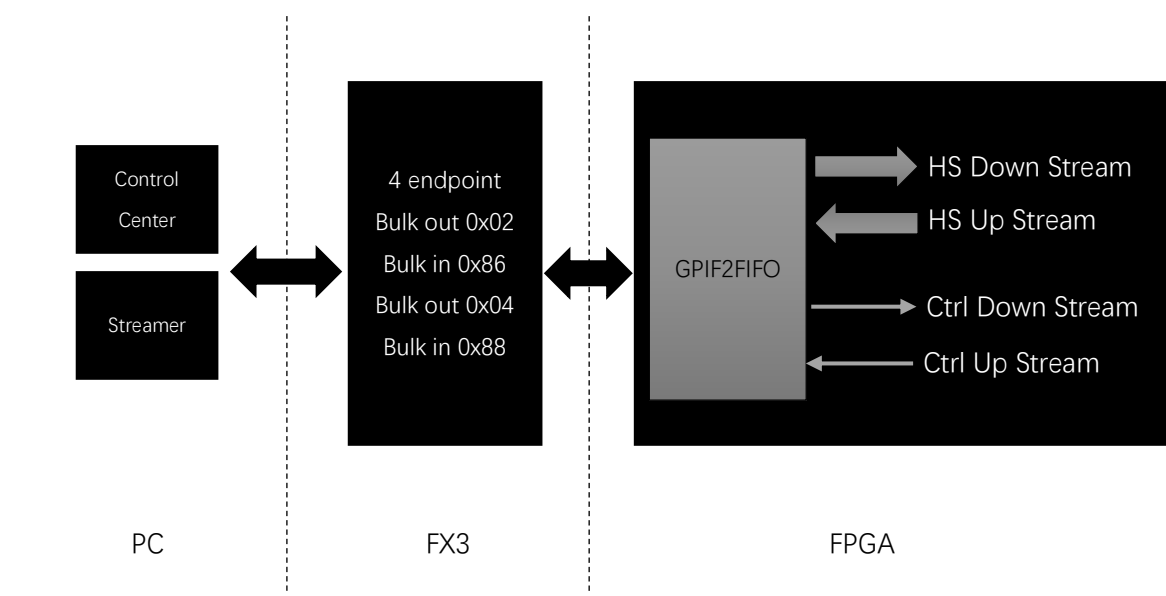 Control
Center
Streamer
4 endpoint
Bulk out 0x02
Bulk in 0x86
Bulk out 0x04
Bulk in 0x88
GPIF2FIFO
HS Down Stream
HS Up Stream
Ctrl Down Stream
Ctrl Up Stream
PC
FX3
FPGA